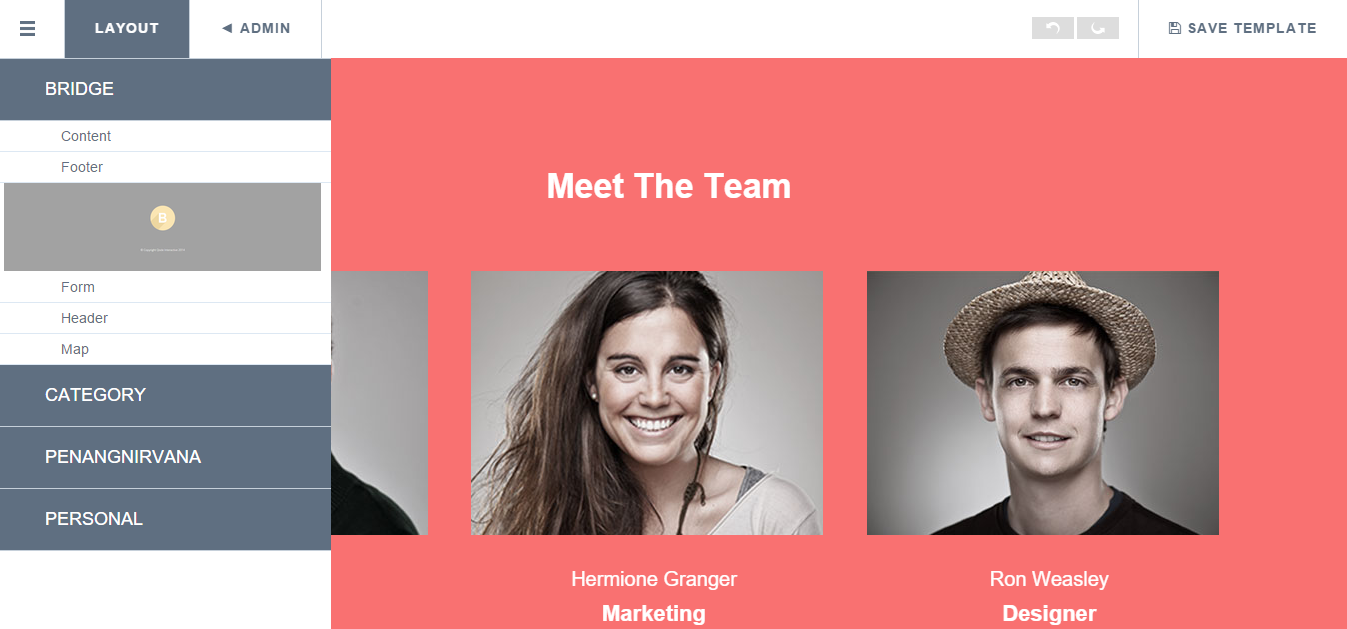 LAYOUT
◄ ADMIN
SAVE TEMPLATE
BRIDGE
Content
Footer
B
Form
Header
Map
CATEGORY
PENANGNIRVANA
PERSONAL
Meet The Team
Hermione Granger
Marketing
Ron Weasley
Designer